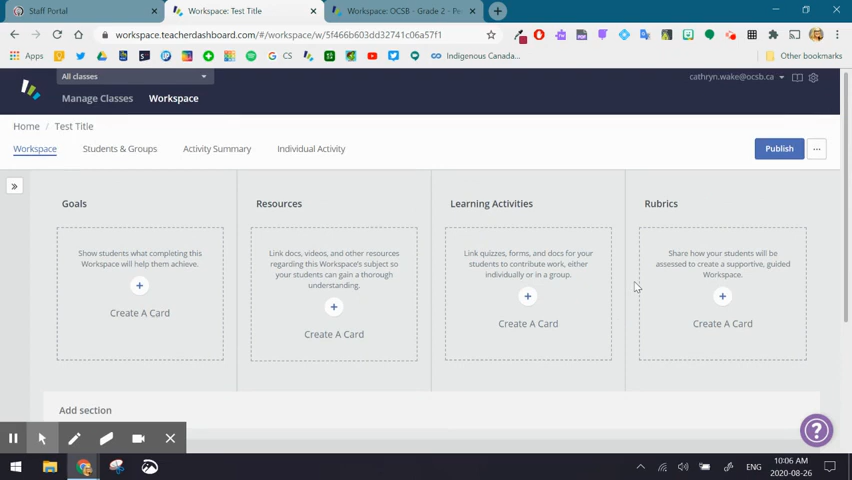 Staff Portal
Workspace: Test Title
Workspace: OCSB - Grade 2 - Pe
workspace.teacherdashboard.com/#/workspace/w/5f466b603dd32741c06a57f1
Apps
CS
Indigenous Canada...
Other bookmarks
All classes
cathryn.wake@ocsb.ca
Manage Classes
Workspace
Home / Test Title
Workspace
Students & Groups
Activity Summary
Individual Activity
Publish
Goals
Resources
Learning Activities
Rubrics
Show students what completing this
Workspace will help them achieve.
Create A Card
Link docs, videos, and other resources
regarding this Workspace's subject so
your students can gain a thorough
understanding.
Create A Card
Link quizzes, forms, and docs for your
students to contribute work, either
individually or in a group.
Create A Card
Share how your students will be
assessed to create a supportive, guided
Workspace.
Create A Card
Add section
ENG
10:06 AM
2020-08-26